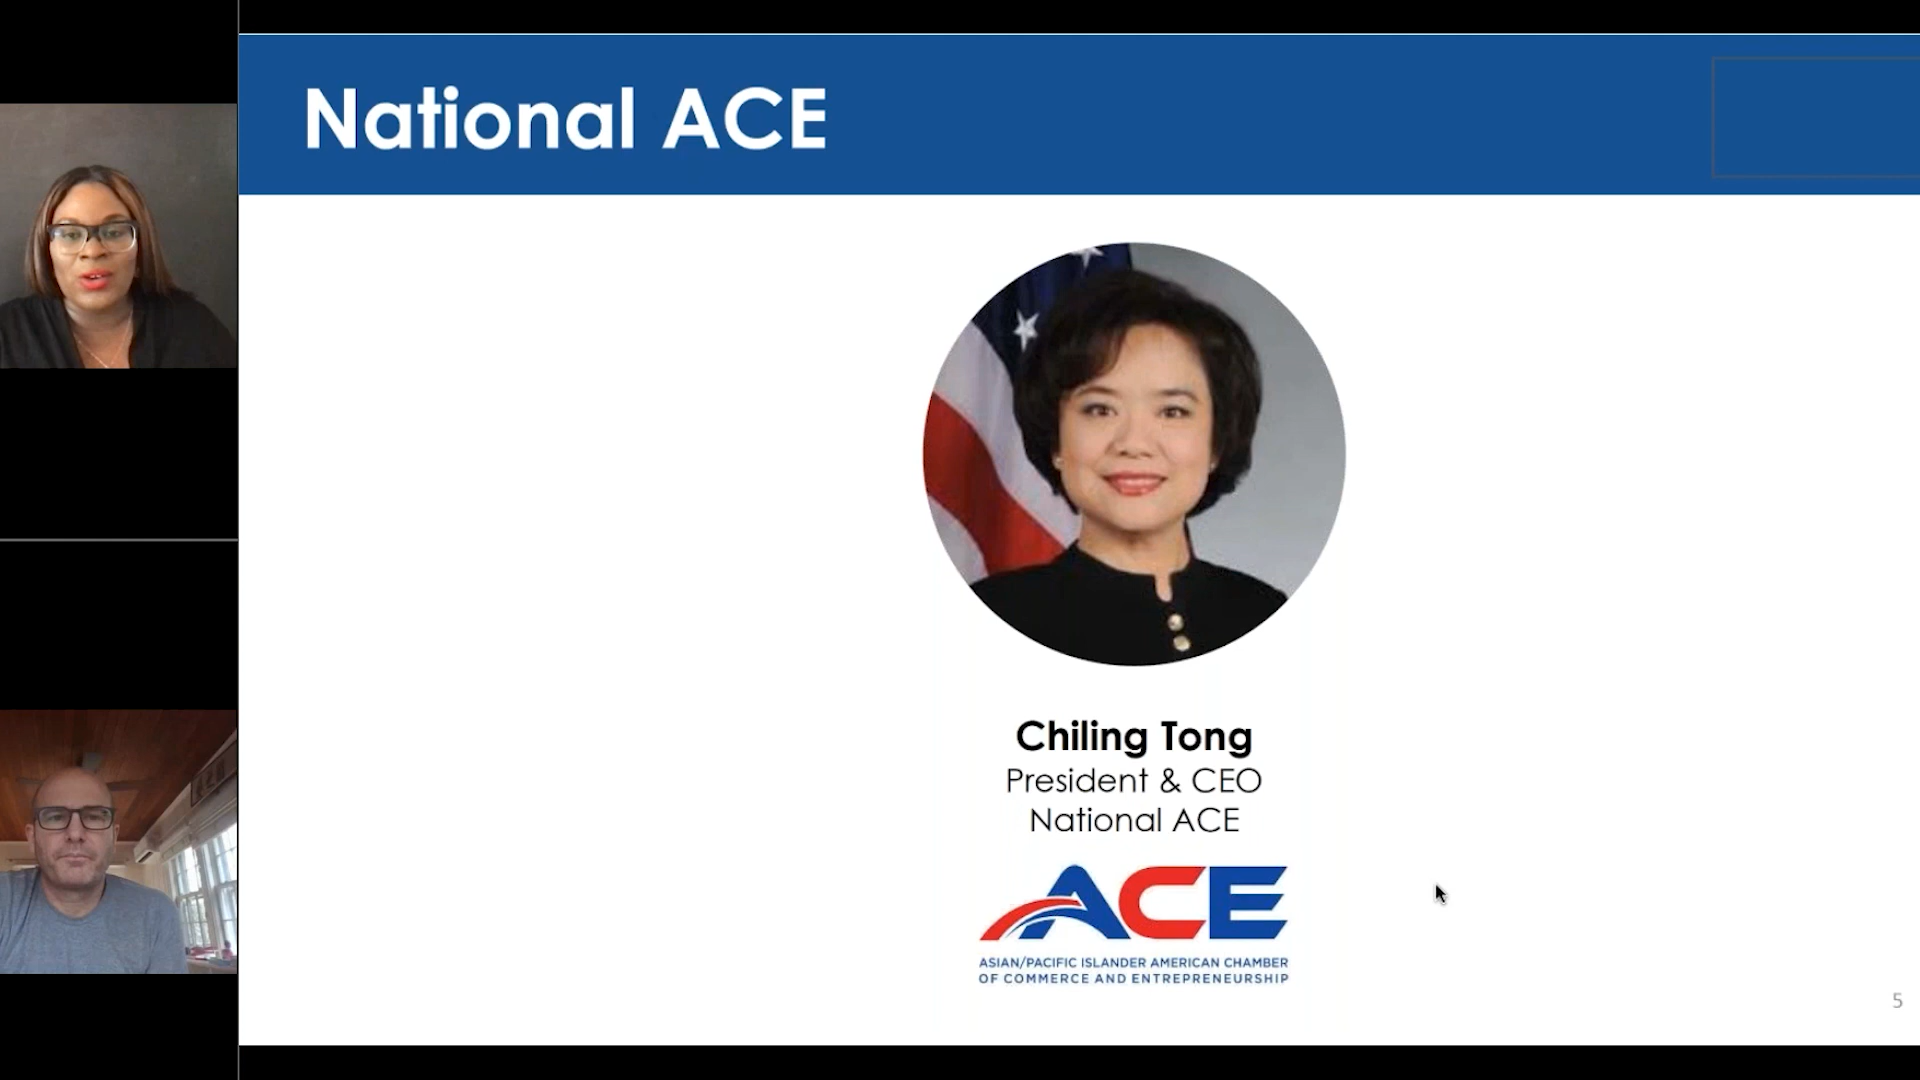 National ACE
Chiling Tong
President & CEO
National ACE
ACE
ASIAN/PACIFIC ISLANDER AMERICAN CHAMBER
OF COMMERCE AND ENTREPRENEURSHIP
5